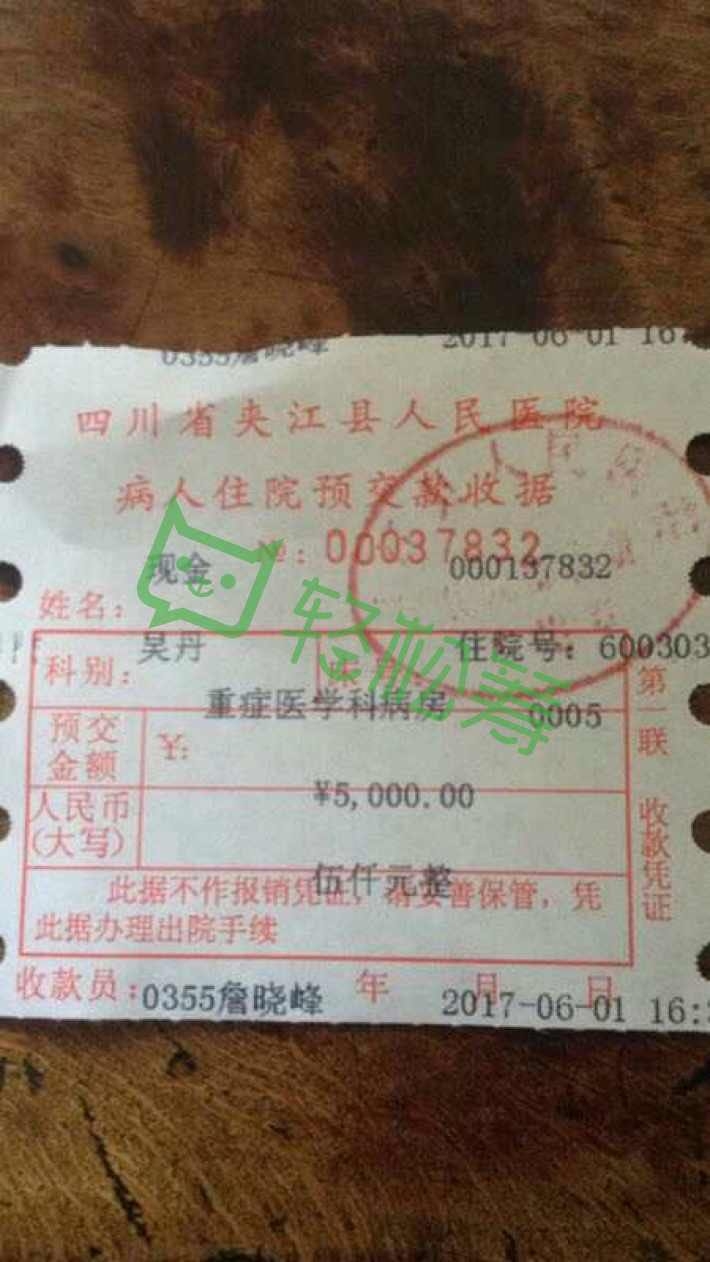 0355詹晓峰 2017-06-01 16:
四川省夹江县人民医院
病人住院预交款收据
现金 №:00037832 000137832
姓名: 吴丹 住院号: 600303
科别: 重症医学科病房 0005
预交金额 ¥: ¥5,000.00
人民币(大写) 伍仟元整
此据不作报销凭证,请妥善保管,凭
此据办理出院手续
收款员:0355詹晓峰 年 月 日 2017-06-01 16:
第一联 收款凭证
轻松筹